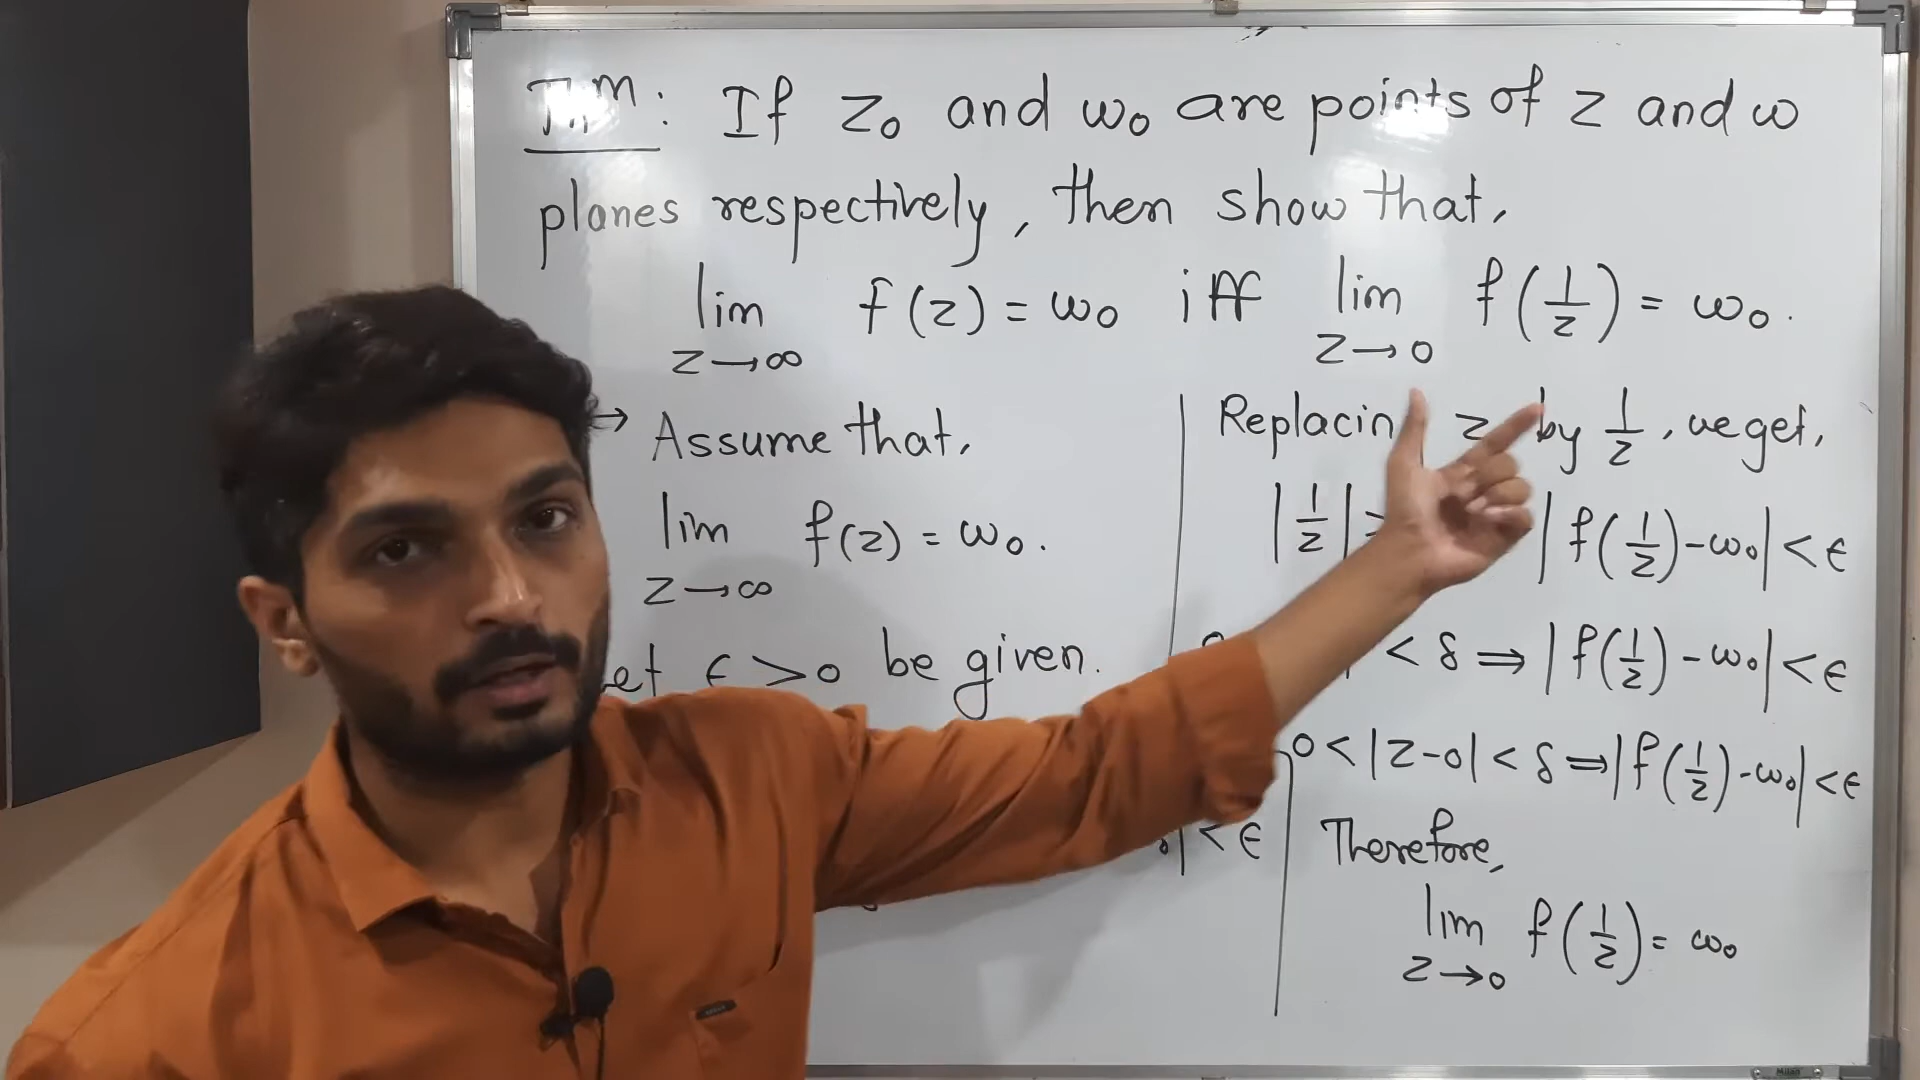 Thm: If z₀ and w₀ are points of z and w
planes respectively, then show that,
lim f(z) = w₀ iff lim f(1/z) = w₀.
z→∞ z→0
→ Assume that,
lim f(z) = w₀.
z→∞
ϵ > 0 be given.
< ϵ
Replacin z by 1/z, we get,
|1/z| > |f(1/z) - w₀| < ϵ
< δ ⇒ |f(1/z) - w₀| < ϵ
0 < |z-0| < δ ⇒ |f(1/z) - w₀| < ϵ
Therefore,
lim f(1/z) = w₀
z→0